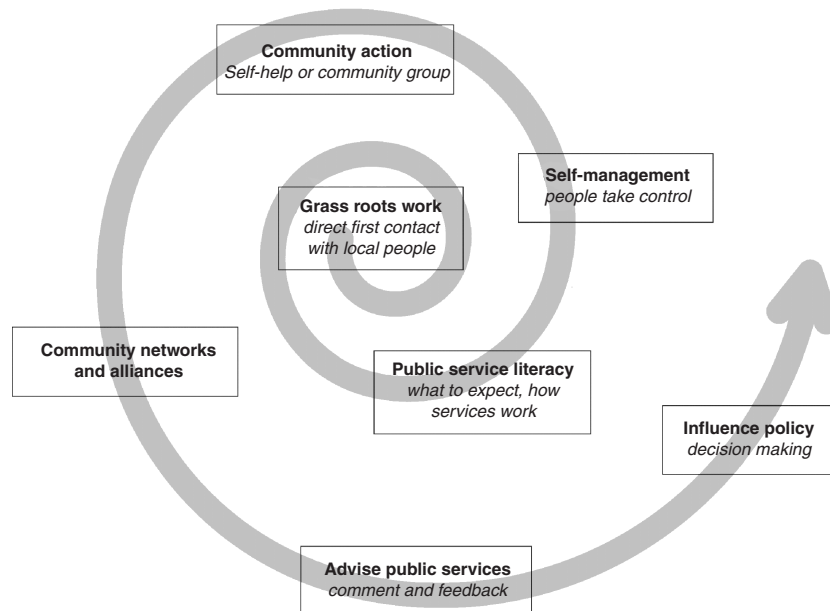 Community action
Self-help or community group
Self-management
people take control
Grass roots work
direct first contact
with local people
Community networks
and alliances
Public service literacy
what to expect, how
services work
Influence policy
decision making
Advise public services
comment and feedback